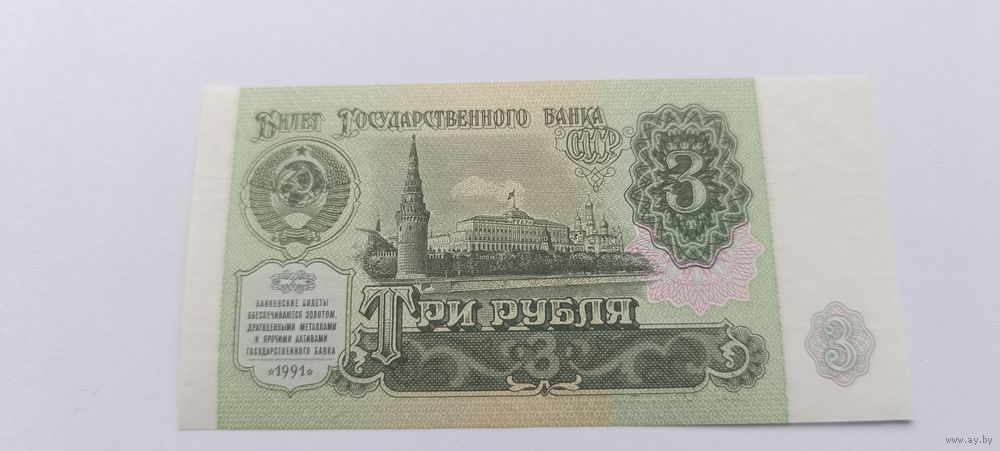 Билет Государственного Банка
СССР
3
Банковские билеты
обеспечиваются золотом,
драгоценными металлами
и прочими активами
Государственного банка
☆1991☆
Три рубля
3
3
www.ay.by